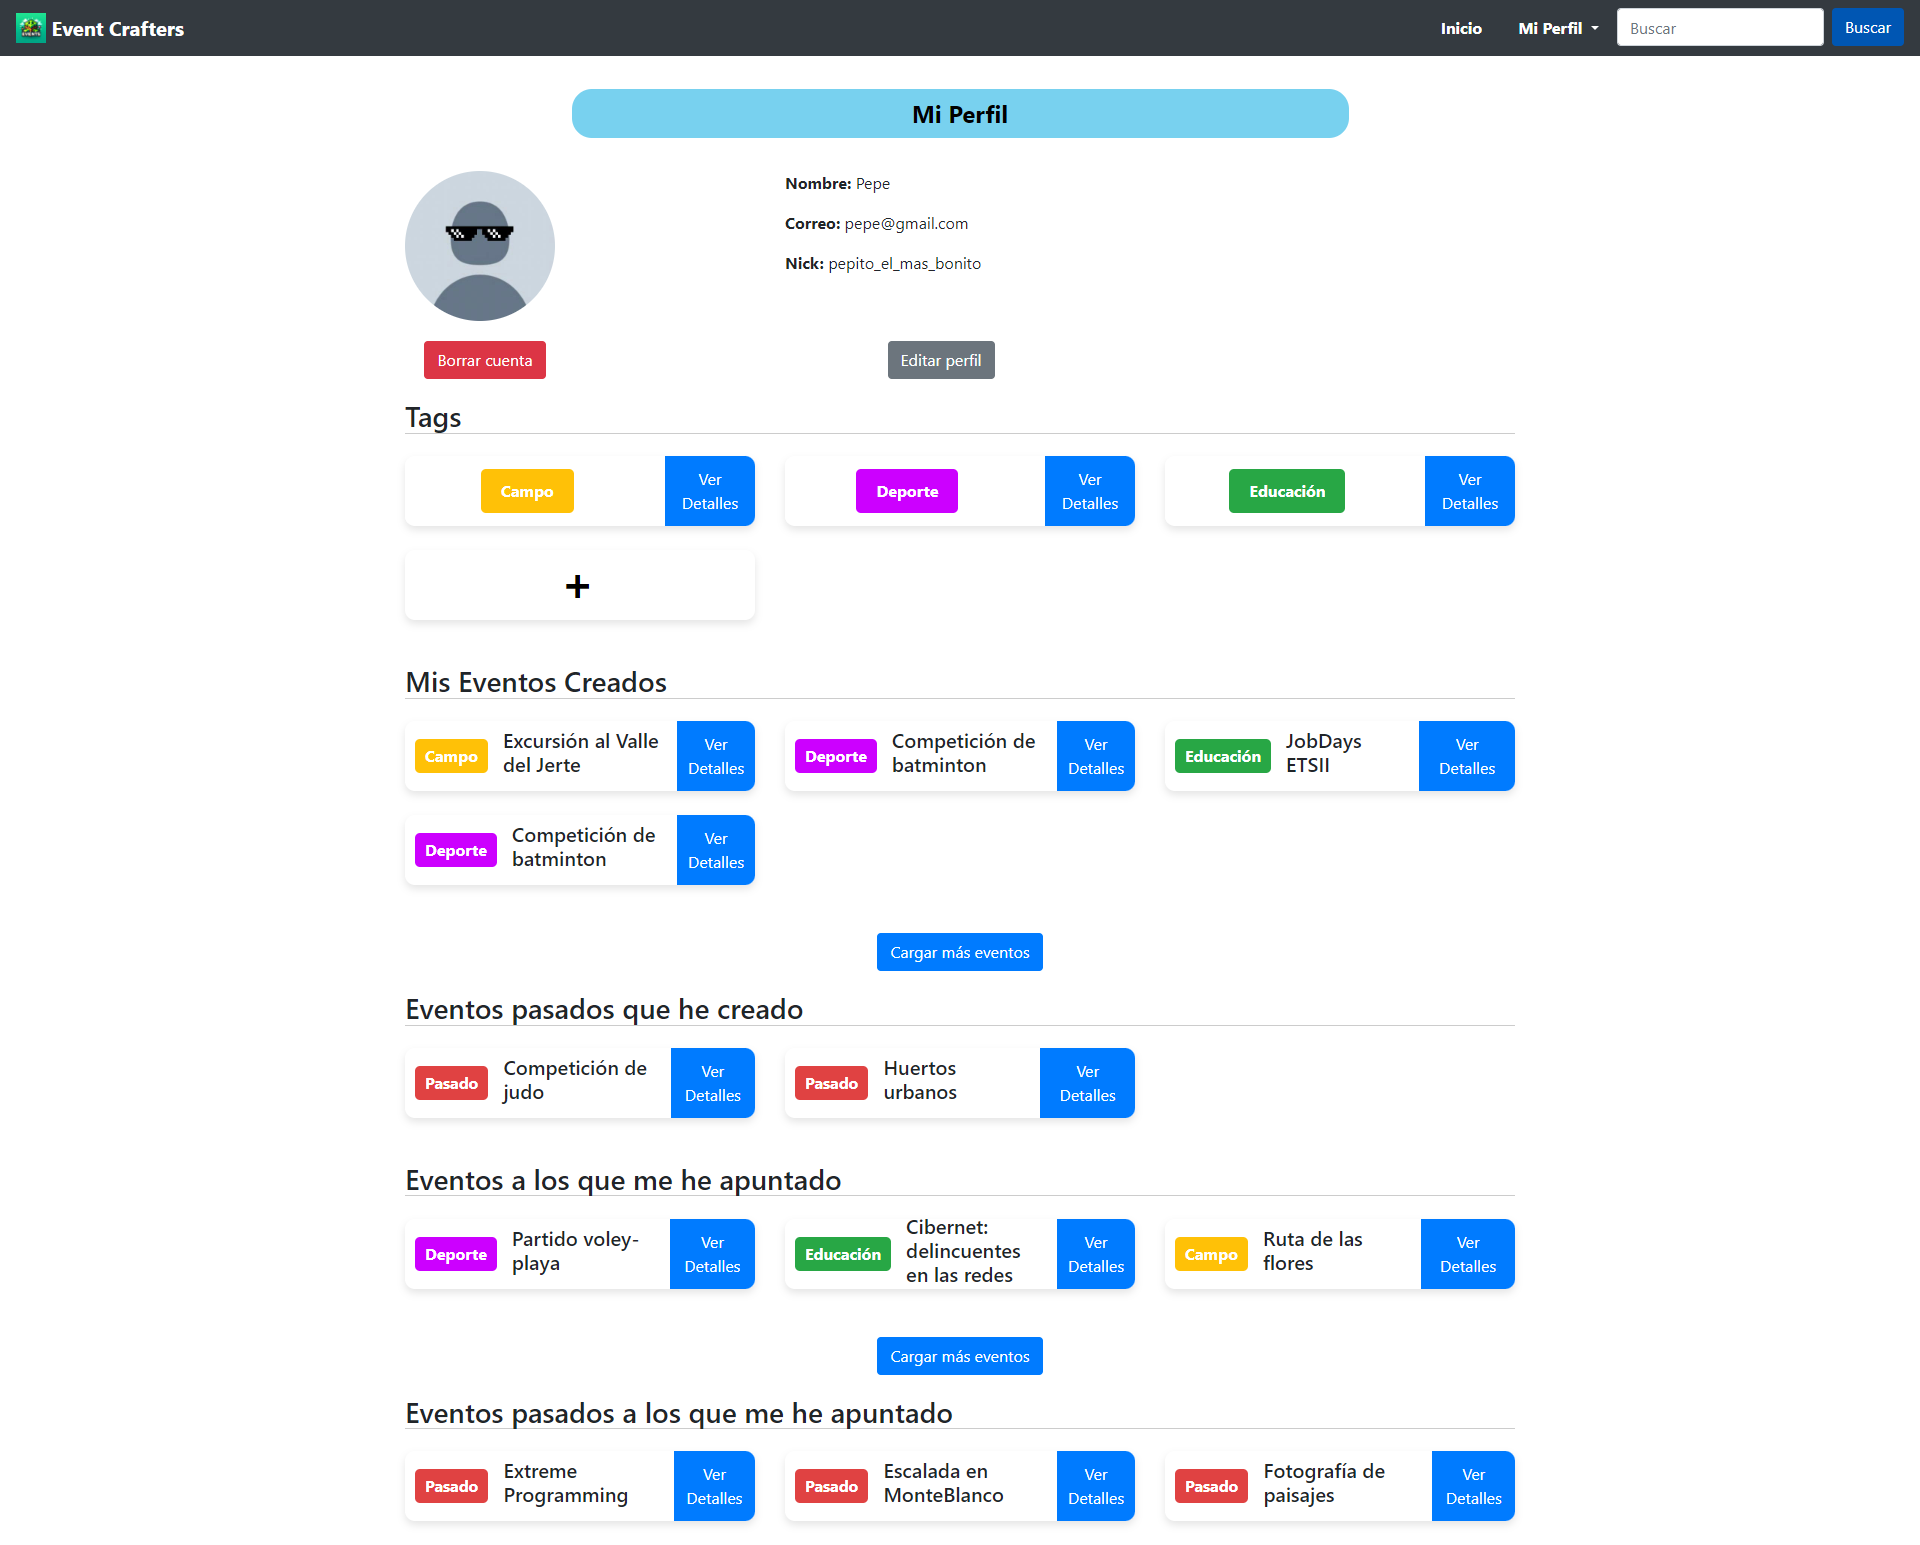 Event Crafters
Inicio
Mi Perfil
Buscar
Buscar
Mi Perfil
Nombre: Pepe
Correo: pepe@gmail.com
Nick: pepito_el_mas_bonito
Borrar cuenta
Editar perfil
Tags
Campo
Ver
Detalles
Deporte
Ver
Detalles
Educación
Ver
Detalles
+
Mis Eventos Creados
Campo
Excursión al Valle
del Jerte
Ver
Detalles
Deporte
Competición de
batminton
Ver
Detalles
Educación
JobDays
ETSII
Ver
Detalles
Deporte
Competición de
batminton
Ver
Detalles
Cargar más eventos
Eventos pasados que he creado
Pasado
Competición de
judo
Ver
Detalles
Pasado
Huertos
urbanos
Ver
Detalles
Eventos a los que me he apuntado
Deporte
Partido voley-
playa
Ver
Detalles
Educación
Cibernet:
delincuentes
en las redes
Ver
Detalles
Campo
Ruta de las
flores
Ver
Detalles
Cargar más eventos
Eventos pasados a los que me he apuntado
Pasado
Extreme
Programming
Ver
Detalles
Pasado
Escalada en
MonteBlanco
Ver
Detalles
Pasado
Fotografía de
paisajes
Ver
Detalles